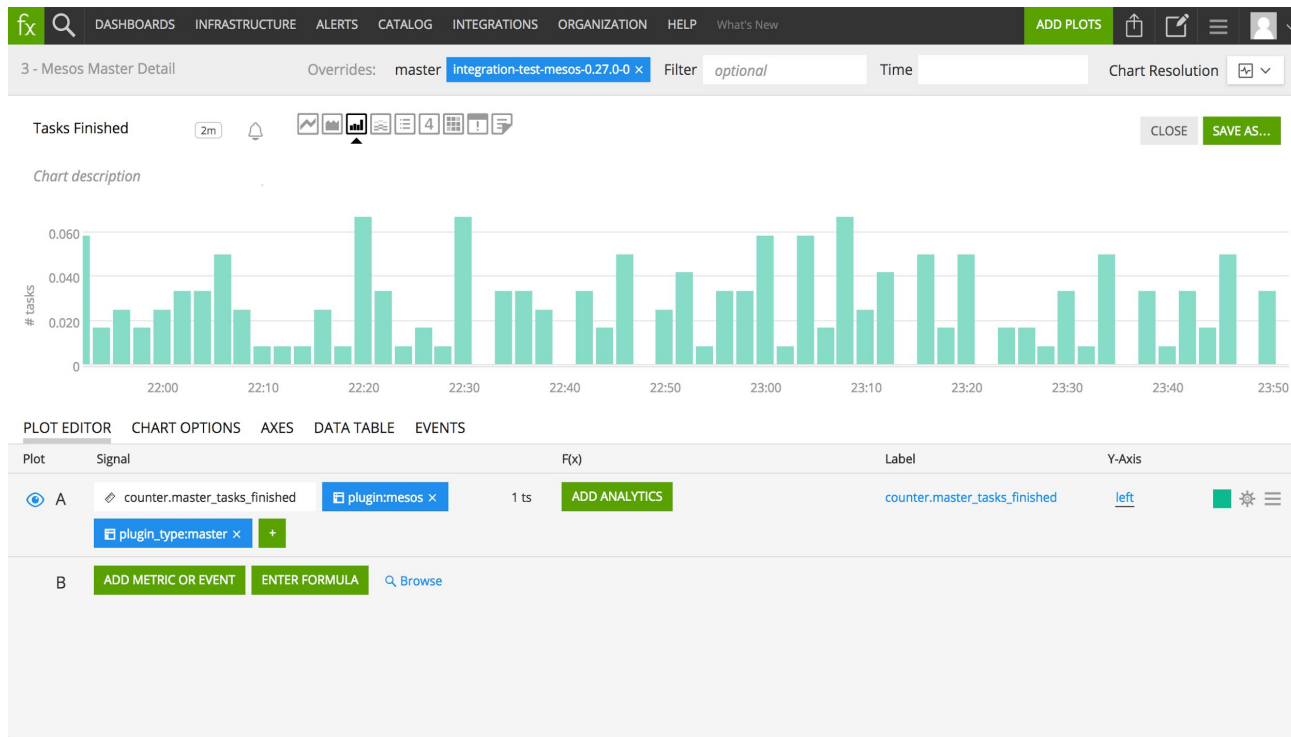 fx DASHBOARDS INFRASTRUCTURE ALERTS CATALOG INTEGRATIONS ORGANIZATION HELP What's New ADD PLOTS
3 - Mesos Master Detail Overrides: master integration-test-mesos-0.27.0-0 × Filter optional Time Chart Resolution
Tasks Finished 2m 4 CLOSE SAVE AS...
Chart description
0.060
0.040
0.020
0
# tasks
22:00 22:10 22:20 22:30 22:40 22:50 23:00 23:10 23:20 23:30 23:40 23:50
PLOT EDITOR CHART OPTIONS AXES DATA TABLE EVENTS
Plot Signal F(x) Label Y-Axis
A counter.master_tasks_finished plugin:mesos × 1 ts ADD ANALYTICS counter.master_tasks_finished left
plugin_type:master × +
B ADD METRIC OR EVENT ENTER FORMULA Browse